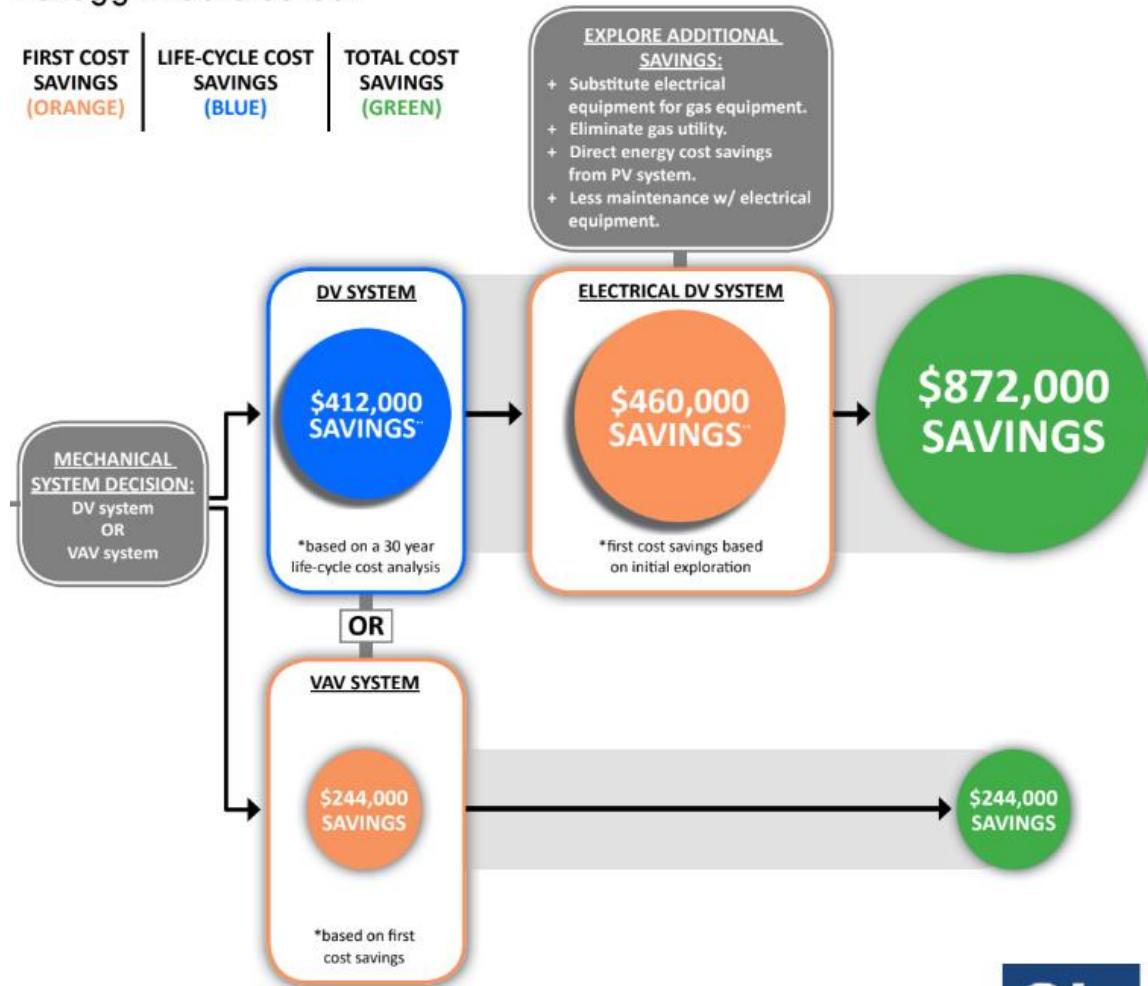 FIRST COST
SAVINGS
(ORANGE)
LIFE-CYCLE COST
SAVINGS
(BLUE)
TOTAL COST
SAVINGS
(GREEN)
EXPLORE ADDITIONAL
SAVINGS:
+ Substitute electrical
equipment for gas equipment.
+ Eliminate gas utility.
+ Direct energy cost savings
from PV system.
+ Less maintenance w/ electrical
equipment.
MECHANICAL
SYSTEM DECISION:
DV system
OR
VAV system
DV SYSTEM
$412,000
SAVINGS¨
*based on a 30 year
life-cycle cost analysis
ELECTRICAL DV SYSTEM
$460,000
SAVINGS¨
*first cost savings based
on initial exploration
$872,000
SAVINGS
OR
VAV SYSTEM
$244,000
SAVINGS
*based on first
cost savings
$244,000
SAVINGS